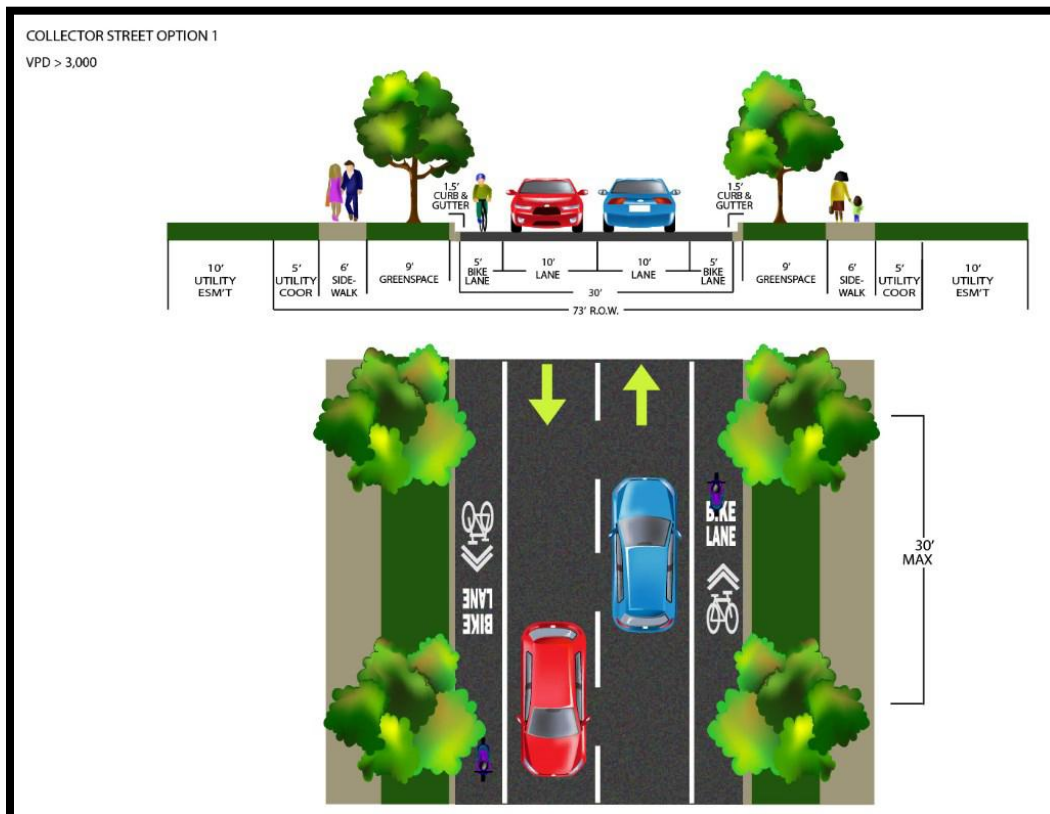 COLLECTOR STREET OPTION 1
VPD > 3,000
1.5'
CURB &
GUTTER
1.5'
CURB &
GUTTER
10'
UTILITY
ESM'T
5'
UTILITY
COOR
6'
SIDE-
WALK
9'
GREENSPACE
5'
BIKE
LANE
10'
LANE
10'
LANE
5'
BIKE
LANE
9'
GREENSPACE
6'
SIDE-
WALK
5'
UTILITY
COOR
10'
UTILITY
ESM'T
30'
73' R.O.W.
BIKE
LANE
BIKE
LANE
30'
MAX